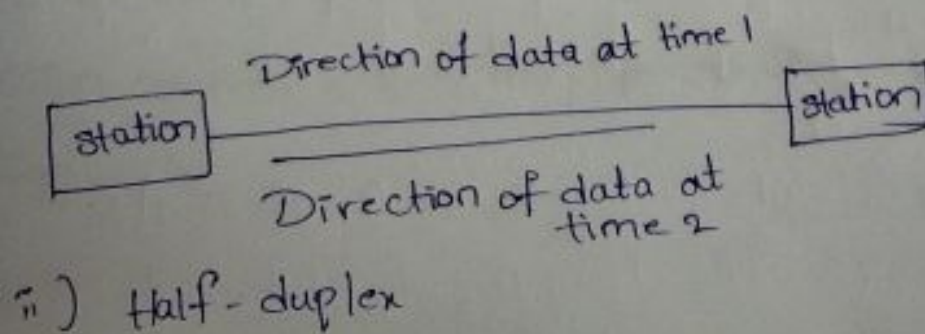 Direction of data at time 1
station
station
Direction of data at
time 2
ii) Half-duplex